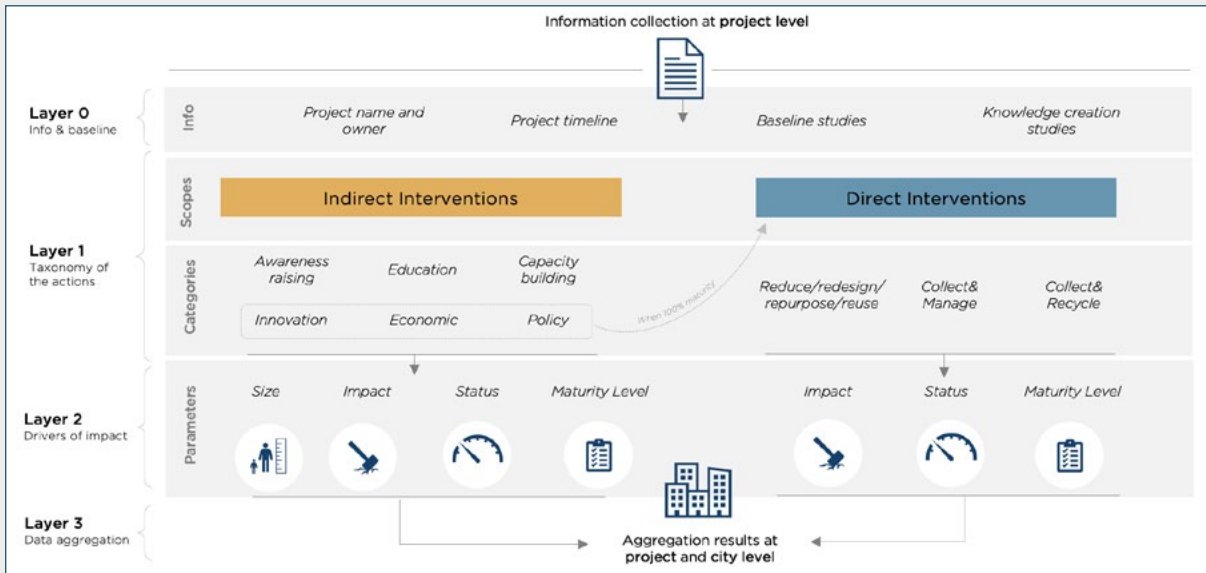 Information collection at project level
Layer 0
Info & baseline
Info
Project name and
owner
Project timeline
Baseline studies
Knowledge creation
studies
Layer 1
Taxonomy of
the actions
Scopes
Indirect Interventions
Direct Interventions
Categories
Awareness
raising
Education
Capacity
building
Innovation
Economic
Policy
When 100% maturity
Reduce/redesign/
repurpose/reuse
Collect&
Manage
Collect&
Recycle
Layer 2
Drivers of impact
Parameters
Size
Impact
Status
Maturity Level
Impact
Status
Maturity Level
Layer 3
Data aggregation
Aggregation results at
project and city level